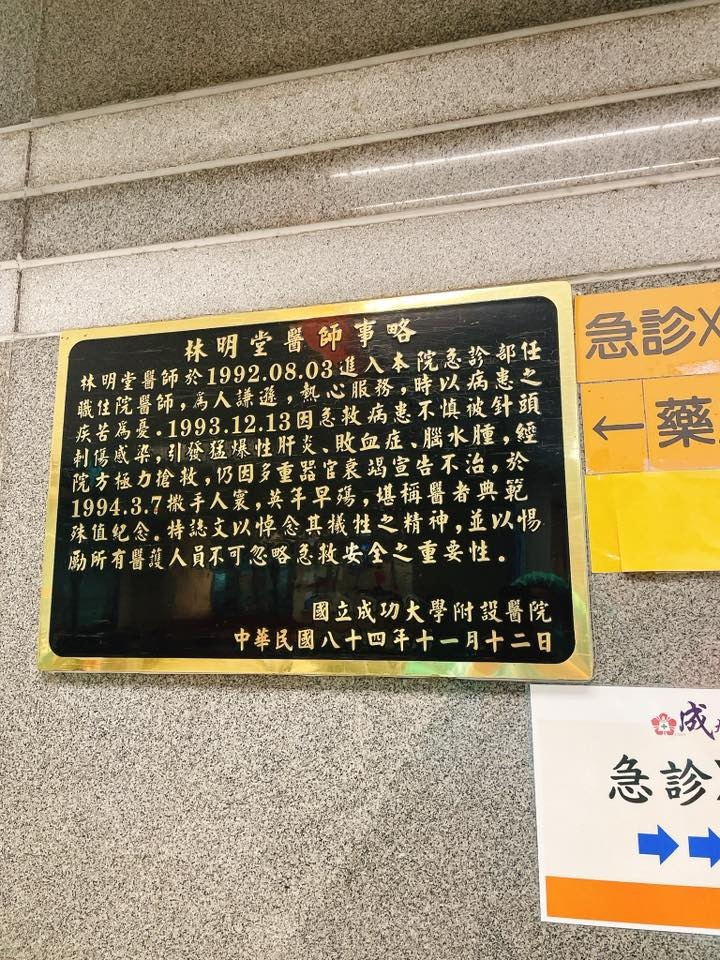 林明堂醫師事略
林明堂醫師於1992.08.03進入本院急診部任
職住院醫師,為人謙遜,熱心服務,時以病患之
疾苦為憂.1993.12.13因急救病患不慎被針頭
刺傷感染,引發猛爆性肝炎、敗血症、腦水腫,經
院方極力搶救,仍因多重器官衰竭宣告不治,於
1994.3.7撒手人寰,英年早殤,堪稱醫者典範
殊值紀念.特誌文以悼念其犧牲之精神,並以惕
勵所有醫護人員不可忽略急救安全之重要性.
國立成功大學附設醫院
中華民國八十四年十一月十二日
急診X
←藥
成
急診